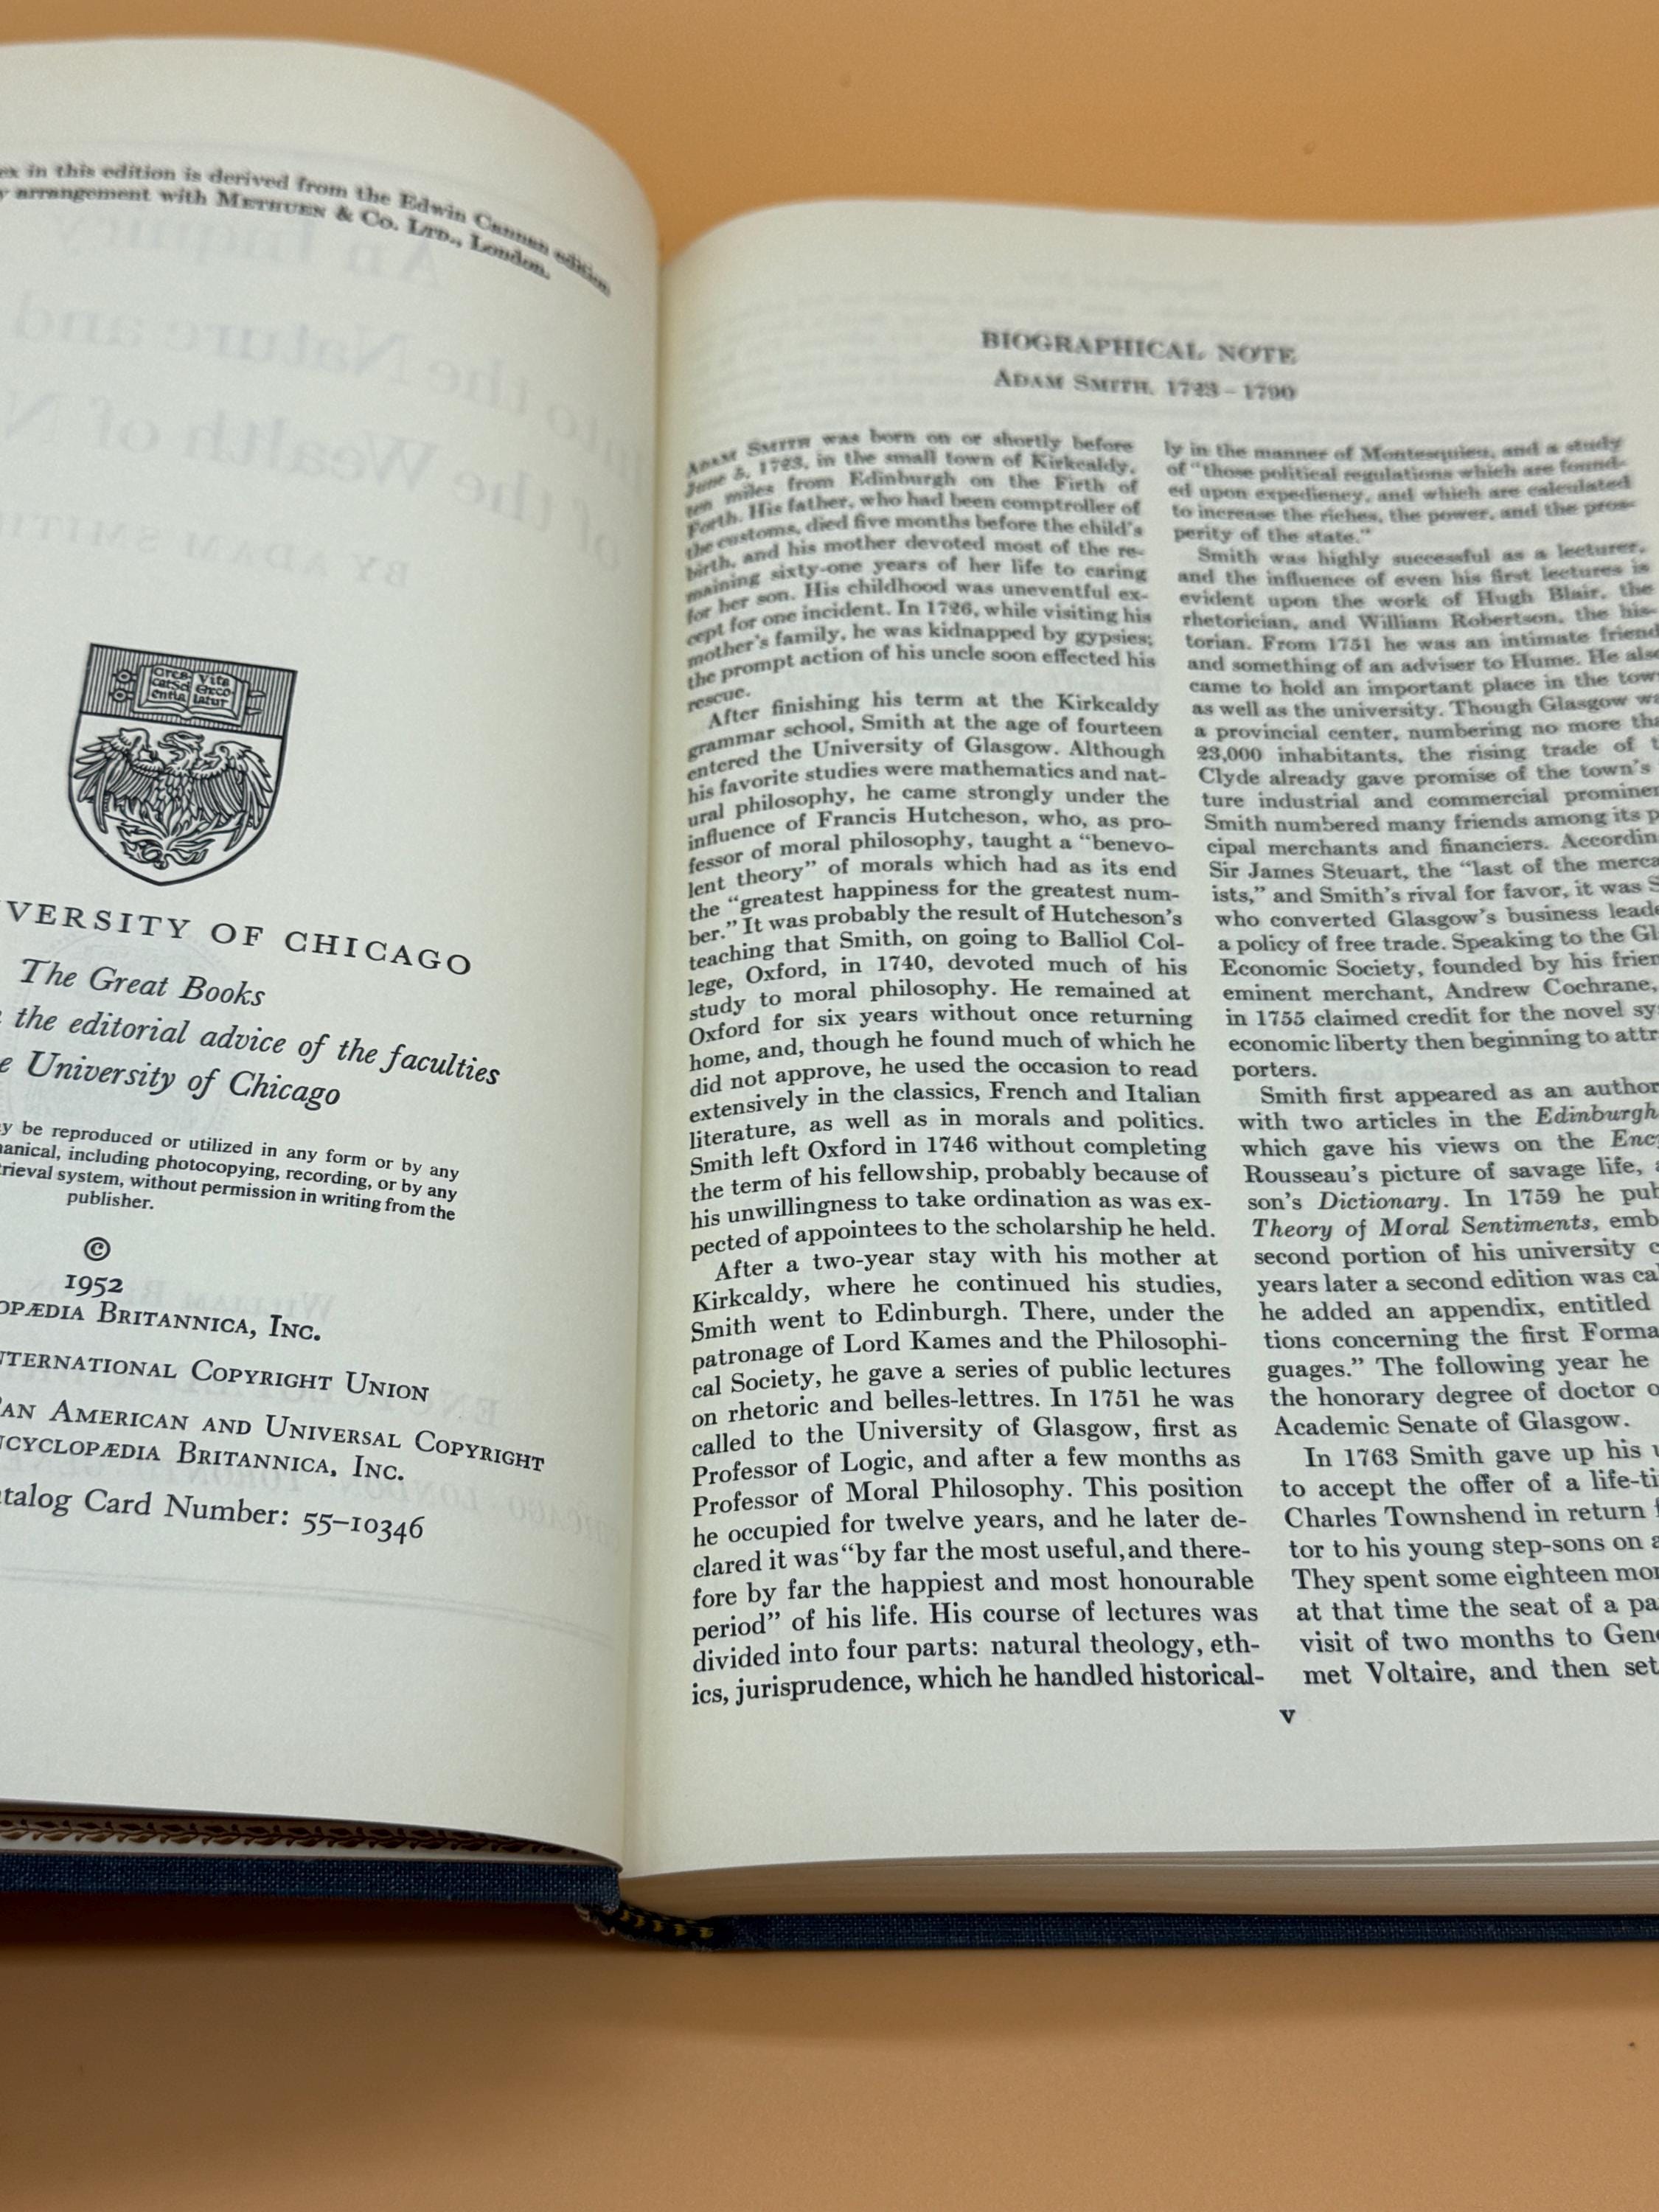 ex in this edition is derived from the Edwin Cannan edition
y arrangement with METHUEN & CO. LTD., London.
Cres- Vita
cat Sci Exco-
entia latur
VERSITY OF CHICAGO
The Great Books
the editorial advice of the faculties
e University of Chicago
y be reproduced or utilized in any form or by any
anical, including photocopying, recording, or by any
trieval system, without permission in writing from the
publisher.
©
1952
OPÆDIA BRITANNICA, INC.
NTERNATIONAL COPYRIGHT UNION
PAN AMERICAN AND UNIVERSAL COPYRIGHT
NCYCLOPÆDIA BRITANNICA, INC.
talog Card Number: 55–10346
BIOGRAPHICAL NOTE
ADAM SMITH, 1723–1790
ADAM SMITH was born on or shortly before
June 5, 1723, in the small town of Kirkcaldy,
ten miles from Edinburgh on the Firth of
Forth. His father, who had been comptroller of
the customs, died five months before the child's
birth, and his mother devoted most of the re-
maining sixty-one years of her life to caring
for her son. His childhood was uneventful ex-
cept for one incident. In 1726, while visiting his
mother's family, he was kidnapped by gypsies;
the prompt action of his uncle soon effected his
rescue.
After finishing his term at the Kirkcaldy
grammar school, Smith at the age of fourteen
entered the University of Glasgow. Although
his favorite studies were mathematics and nat-
ural philosophy, he came strongly under the
influence of Francis Hutcheson, who, as pro-
fessor of moral philosophy, taught a "benevo-
lent theory" of morals which had as its end
the "greatest happiness for the greatest num-
ber." It was probably the result of Hutcheson's
teaching that Smith, on going to Balliol Col-
lege, Oxford, in 1740, devoted much of his
study to moral philosophy. He remained at
Oxford for six years without once returning
home, and, though he found much of which he
did not approve, he used the occasion to read
extensively in the classics, French and Italian
literature, as well as in morals and politics.
Smith left Oxford in 1746 without completing
the term of his fellowship, probably because of
his unwillingness to take ordination as was ex-
pected of appointees to the scholarship he held.
After a two-year stay with his mother at
Kirkcaldy, where he continued his studies,
Smith went to Edinburgh. There, under the
patronage of Lord Kames and the Philosophi-
cal Society, he gave a series of public lectures
on rhetoric and belles-lettres. In 1751 he was
called to the University of Glasgow, first as
Professor of Logic, and after a few months as
Professor of Moral Philosophy. This position
he occupied for twelve years, and he later de-
clared it was "by far the most useful, and there-
fore by far the happiest and most honourable
period" of his life. His course of lectures was
divided into four parts: natural theology, eth-
ics, jurisprudence, which he handled historical-
ly in the manner of Montesquieu, and a study
of "those political regulations which are found-
ed upon expediency, and which are calculated
to increase the riches, the power, and the pros-
perity of the state."
Smith was highly successful as a lecturer,
and the influence of even his first lectures is
evident upon the work of Hugh Blair, the
rhetorician, and William Robertson, the his-
torian. From 1751 he was an intimate friend
and something of an adviser to Hume. He also
came to hold an important place in the tow
as well as the university. Though Glasgow wa
a provincial center, numbering no more tha
23,000 inhabitants, the rising trade of t
Clyde already gave promise of the town's
ture industrial and commercial prominen
Smith numbered many friends among its p
cipal merchants and financiers. Accordin
Sir James Steuart, the "last of the merca
ists," and Smith's rival for favor, it was S
who converted Glasgow's business leade
a policy of free trade. Speaking to the Gl
Economic Society, founded by his frien
eminent merchant, Andrew Cochrane,
in 1755 claimed credit for the novel sy
economic liberty then beginning to attr
porters.
Smith first appeared as an author
with two articles in the Edinburgh
which gave his views on the Enc
Rousseau's picture of savage life, a
son's Dictionary. In 1759 he pub
Theory of Moral Sentiments, emb
second portion of his university c
years later a second edition was cal
he added an appendix, entitled
tions concerning the first Forma
guages." The following year he
the honorary degree of doctor o
Academic Senate of Glasgow.
In 1763 Smith gave up his u
to accept the offer of a life-ti
Charles Townshend in return f
tor to his young step-sons on a
They spent some eighteen mon
at that time the seat of a pa
visit of two months to Gene
met Voltaire, and then set
v